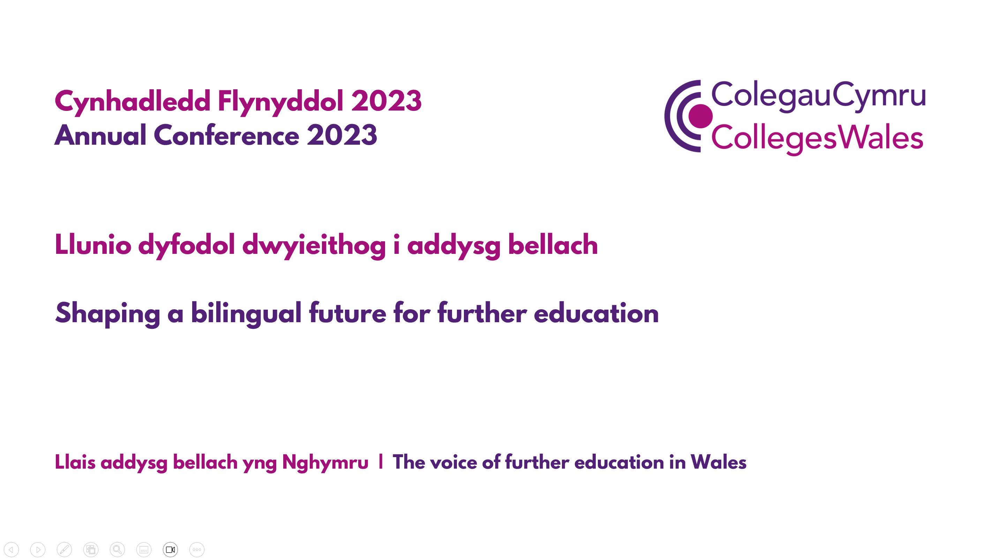 Cynhadledd Flynyddol 2023
Annual Conference 2023
ColegauCymru
CollegesWales
Llunio dyfodol dwyieithog i addysg bellach
Shaping a bilingual future for further education
Llais addysg bellach yng Nghymru | The voice of further education in Wales